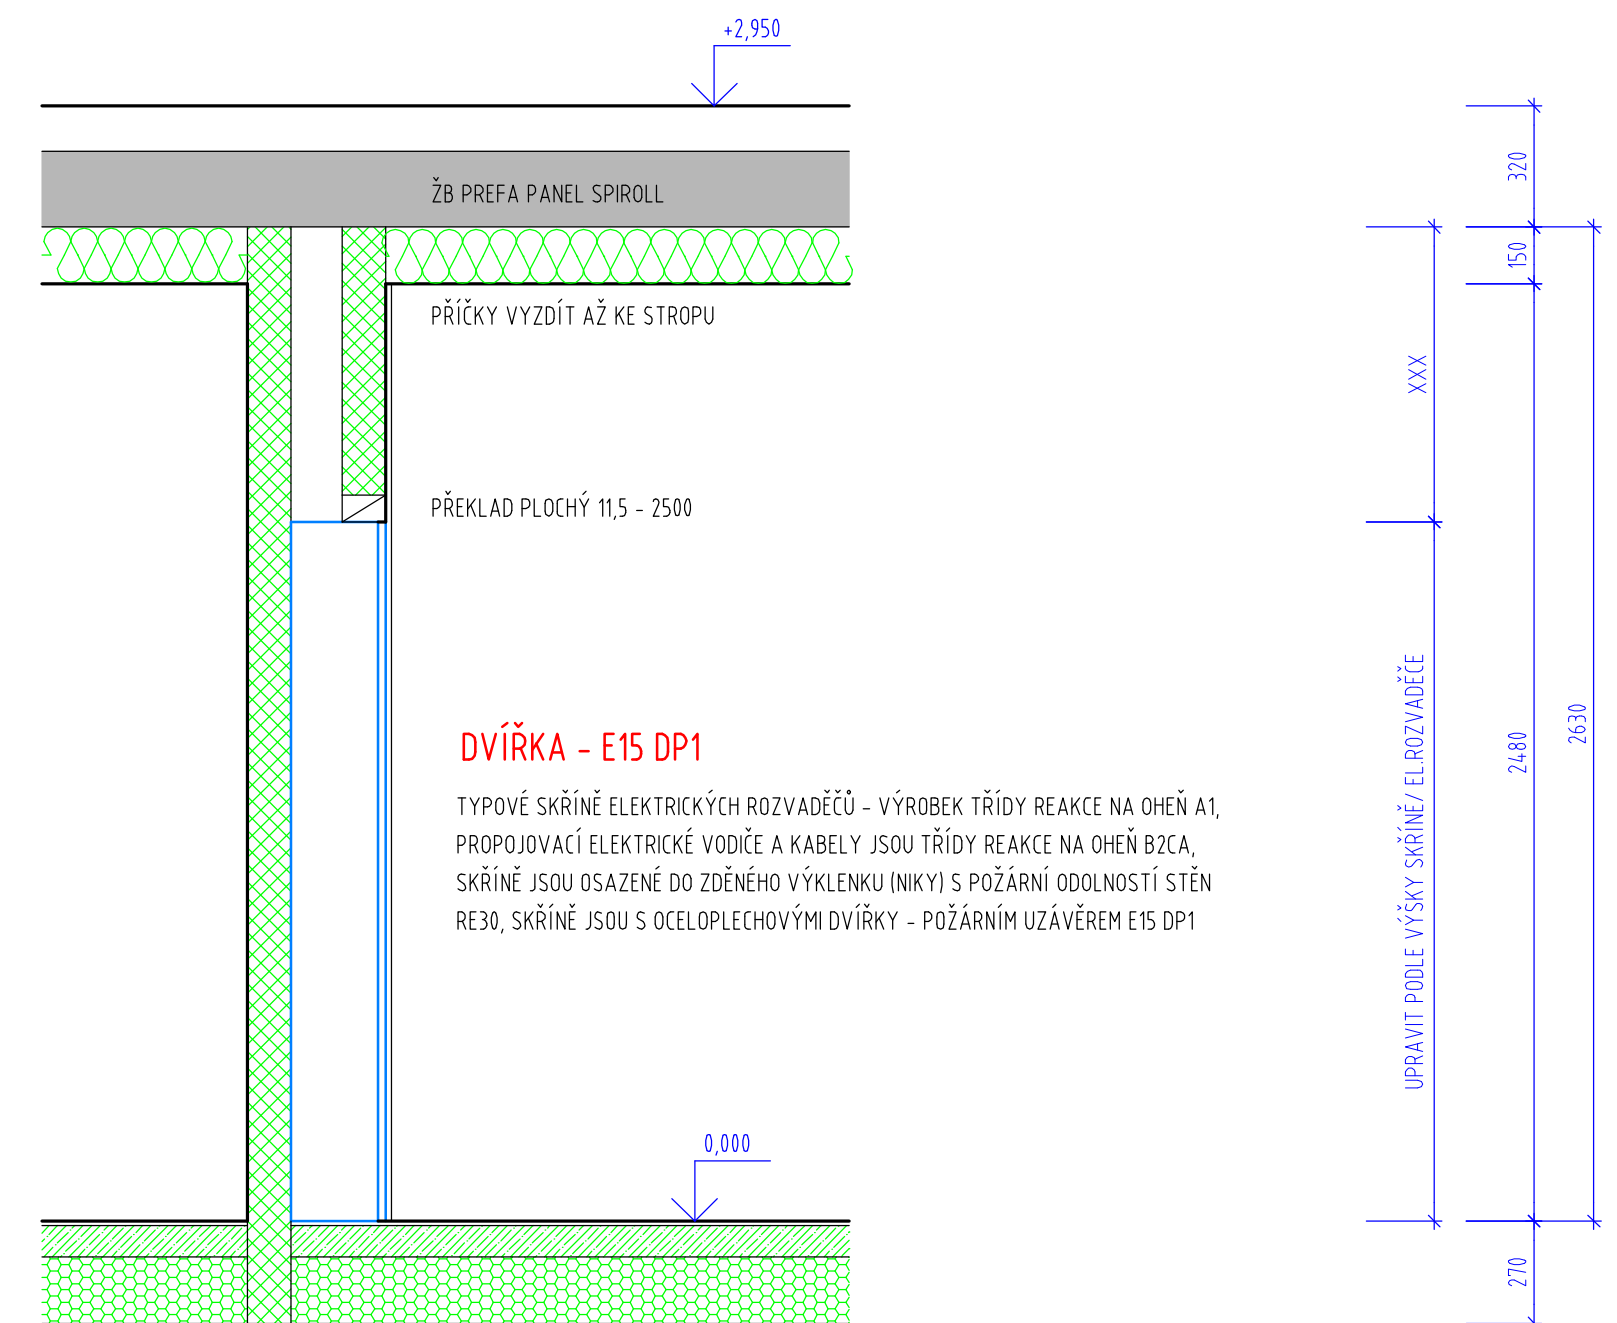 +2,950
ŽB PREFA PANEL SPIROLL
320
150
PŘÍČKY VYZDÍT AŽ KE STROPU
XXX
PŘEKLAD PLOCHÝ 11,5 - 2500
DVÍŘKA - E15 DP1
TYPOVÉ SKŘÍNĚ ELEKTRICKÝCH ROZVADĚČŮ - VÝROBEK TŘÍDY REAKCE NA OHEŇ A1,
PROPOJOVACÍ ELEKTRICKÉ VODIČE A KABELY JSOU TŘÍDY REAKCE NA OHEŇ B2CA,
SKŘÍNĚ JSOU OSAZENÉ DO ZDĚNÉHO VÝKLENKU (NIKY) S POŽÁRNÍ ODOLNOSTÍ STĚN
RE30, SKŘÍNĚ JSOU S OCELOPLECHOVÝMI DVÍŘKY - POŽÁRNÍM UZÁVĚREM E15 DP1
UPRAVIT PODLE VÝŠKY SKŘÍNĚ/ EL.ROZVADĚČE
2480
2630
0,000
270